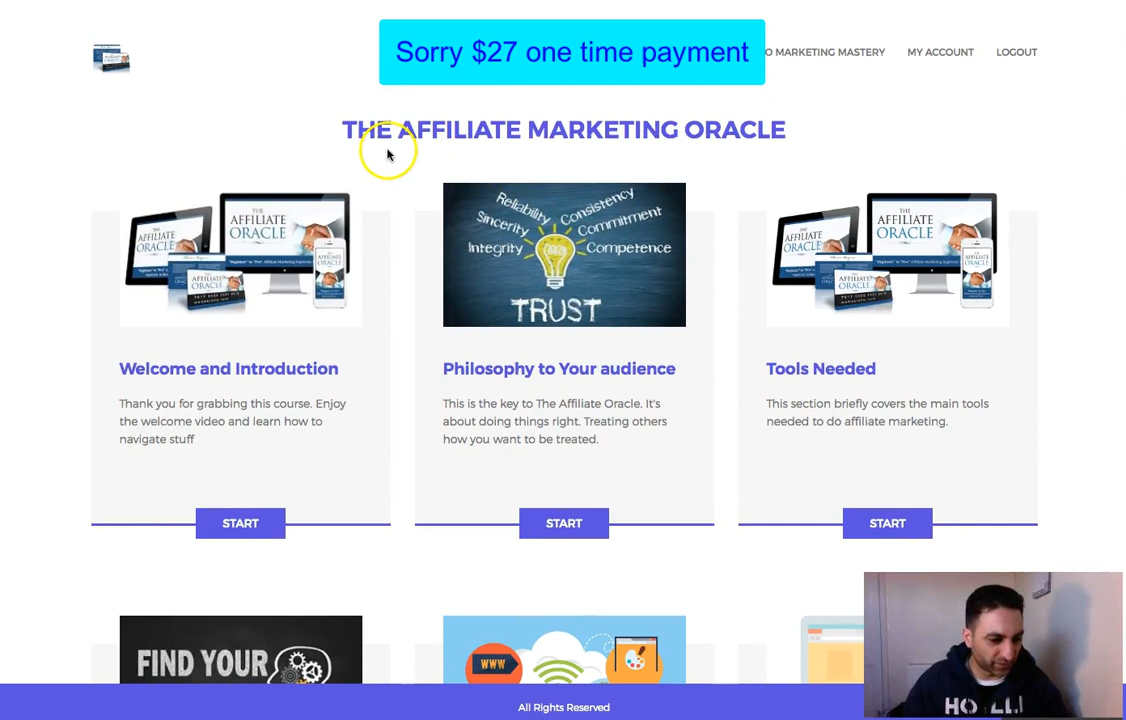 Sorry $27 one time payment
O MARKETING MASTERY MY ACCOUNT LOGOUT
THE AFFILIATE MARKETING ORACLE
THE
AFFILIATE
ORACLE
Reliability
Consistency
Sincerity
Commitment
Integrity
Competence
TRUST
THE
AFFILIATE
ORACLE
Welcome and Introduction
Thank you for grabbing this course. Enjoy
the welcome video and learn how to
navigate stuff
START
Philosophy to Your audience
This is the key to The Affiliate Oracle. It's
about doing things right. Treating others
how you want to be treated.
START
Tools Needed
This section briefly covers the main tools
needed to do affiliate marketing.
START
FIND YOUR
WWW
All Rights Reserved